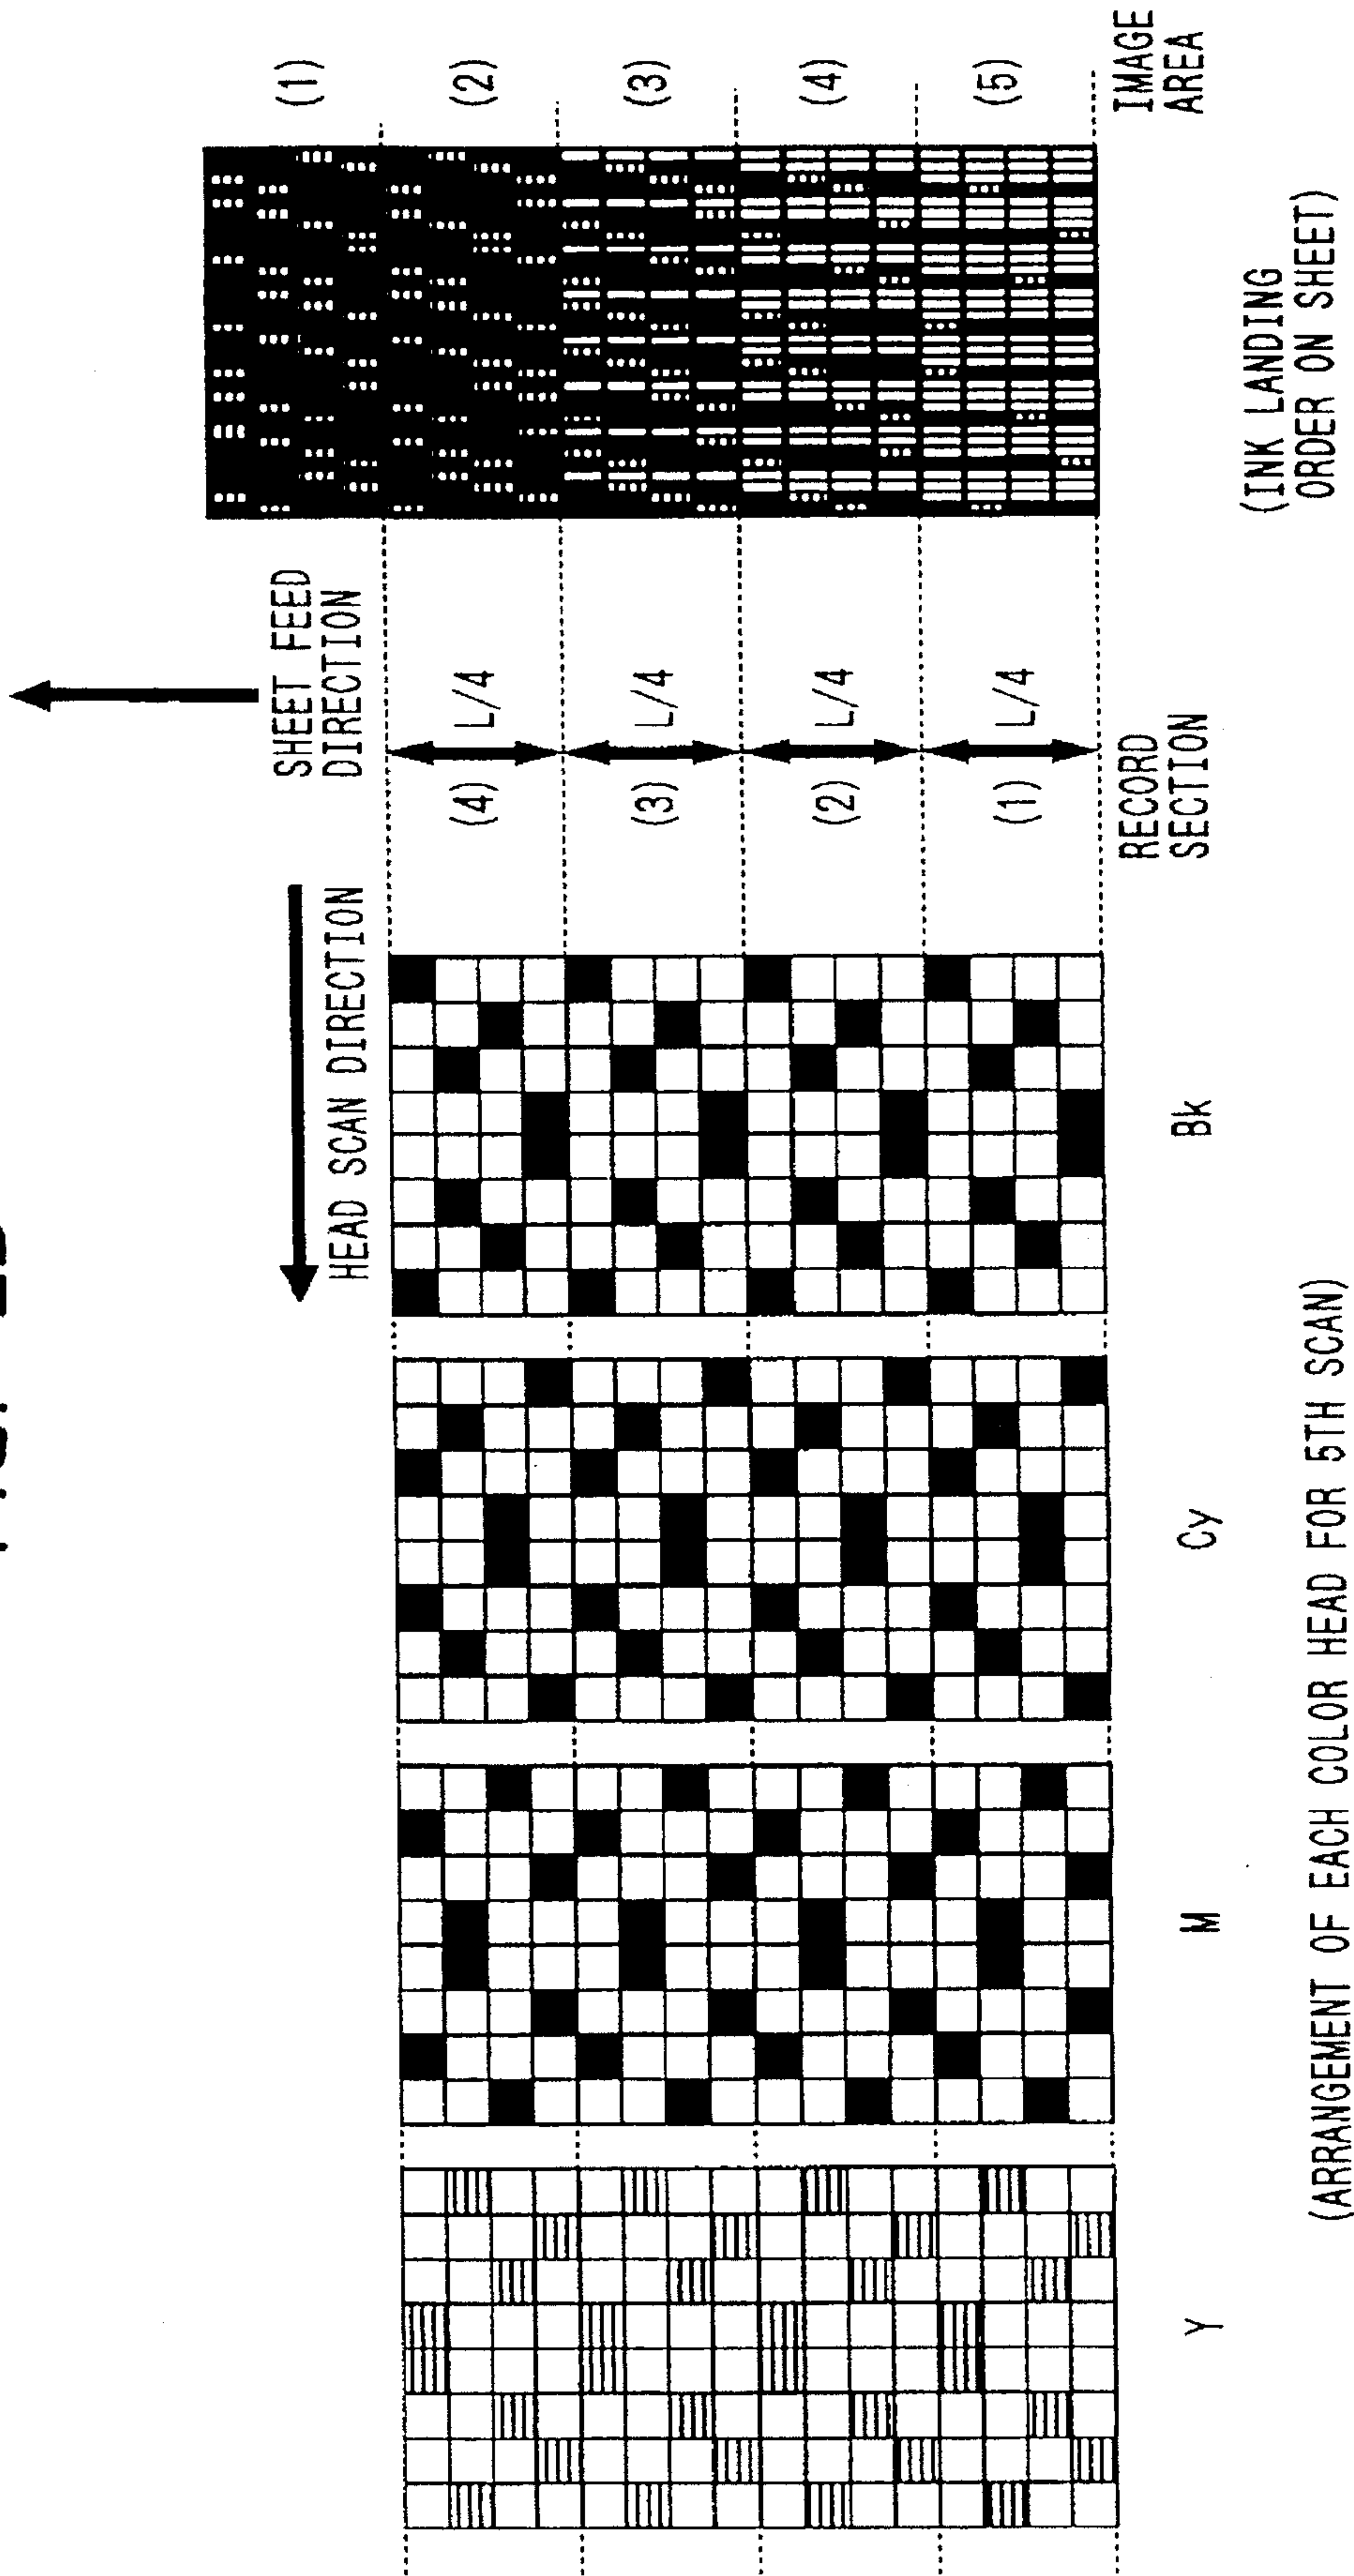 SHEET FEED
DIRECTION
HEAD SCAN DIRECTION
(1)
(4) L/4 (2)
(3) L/4 (3)
(2) L/4 (4)
(1) L/4 (5)
RECORD
SECTION
IMAGE
AREA
Y M Cy Bk
(ARRANGEMENT OF EACH COLOR HEAD FOR 5TH SCAN)
(INK LANDING
ORDER ON SHEET)